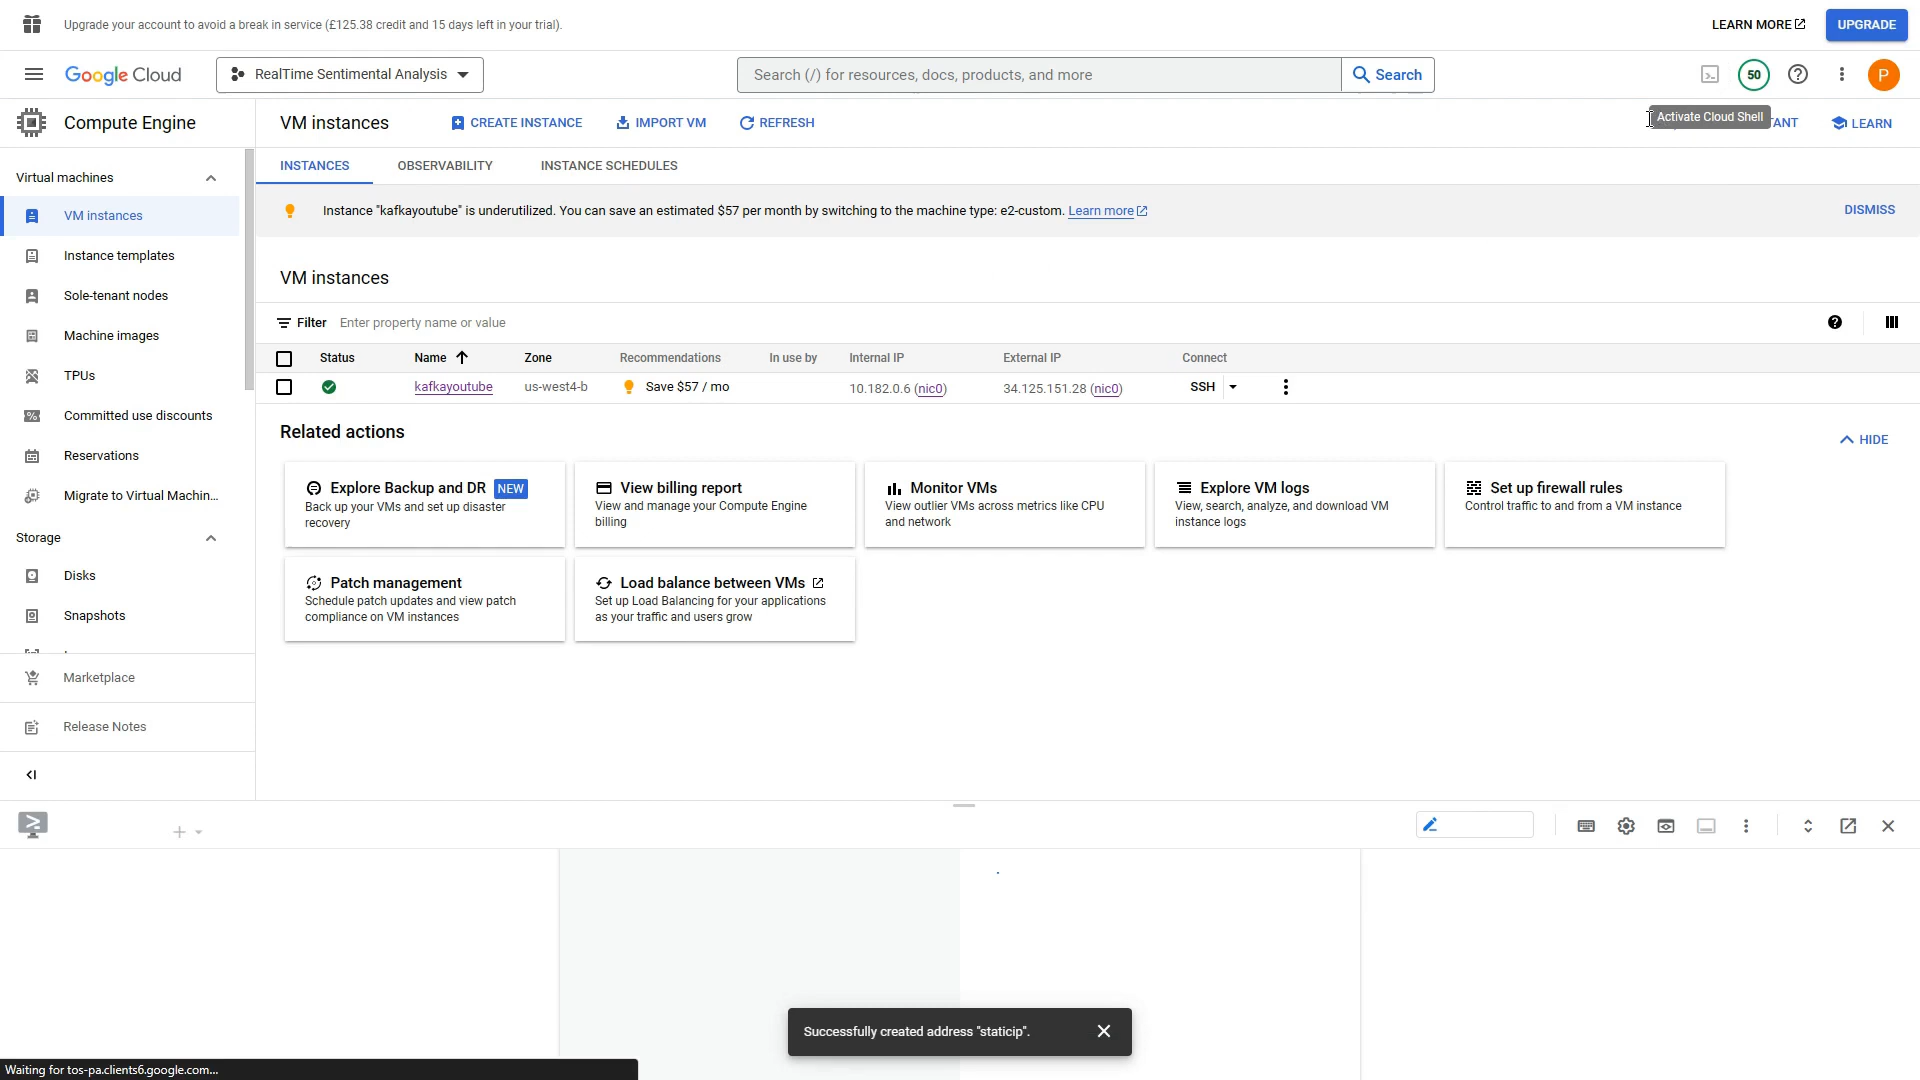 Upgrade your account to avoid a break in service (£125.38 credit and 15 days left in your trial).
LEARN MORE
UPGRADE
Google Cloud
RealTime Sentimental Analysis
Search (/) for resources, docs, products, and more
Search
50
P
Compute Engine
VM instances
CREATE INSTANCE
IMPORT VM
REFRESH
Activate Cloud Shell
TANT
LEARN
Virtual machines
VM instances
Instance templates
Sole-tenant nodes
Machine images
TPUs
Committed use discounts
Reservations
Migrate to Virtual Machin...
Storage
Disks
Snapshots
Marketplace
Release Notes
INSTANCES
OBSERVABILITY
INSTANCE SCHEDULES
Instance "kafkayoutube" is underutilized. You can save an estimated $57 per month by switching to the machine type: e2-custom. Learn more
DISMISS
VM instances
Filter
Enter property name or value
Status
Name
Zone
Recommendations
In use by
Internal IP
External IP
Connect
kafkayoutube
us-west4-b
Save $57 / mo
10.182.0.6 (nic0)
34.125.151.28 (nic0)
SSH
Related actions
HIDE
Explore Backup and DR NEW
Back up your VMs and set up disaster
recovery
View billing report
View and manage your Compute Engine
billing
Monitor VMs
View outlier VMs across metrics like CPU
and network
Explore VM logs
View, search, analyze, and download VM
instance logs
Set up firewall rules
Control traffic to and from a VM instance
Patch management
Schedule patch updates and view patch
compliance on VM instances
Load balance between VMs
Set up Load Balancing for your applications
as your traffic and users grow
Successfully created address "staticip".
Waiting for tos-pa.clients6.google.com...